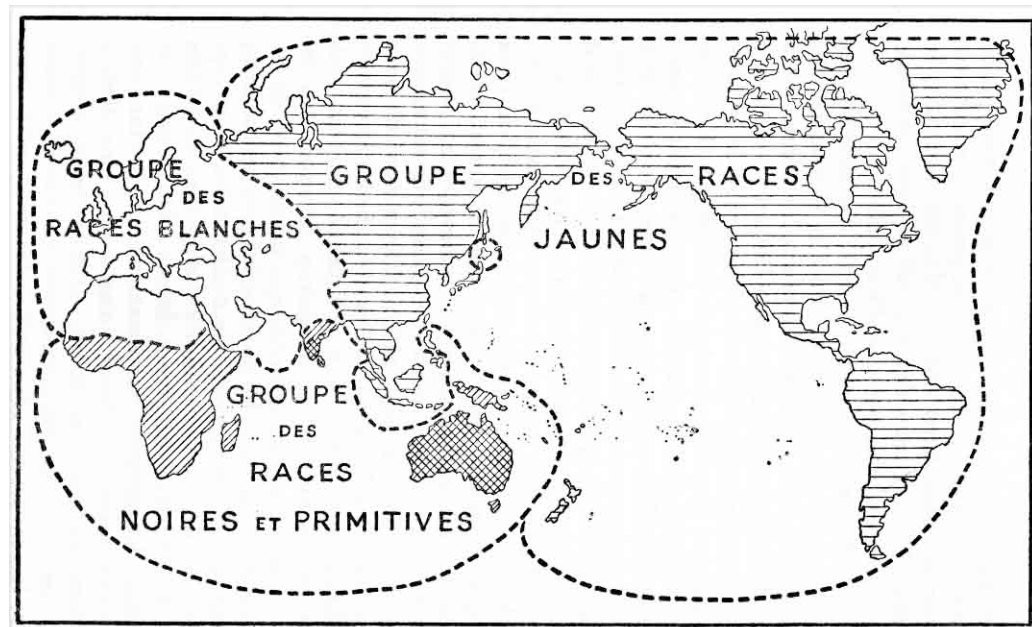 GROUPE
DES
RACES BLANCHES
GROUPE DES RACES
JAUNES
GROUPE
DES
RACES
NOIRES ET PRIMITIVES